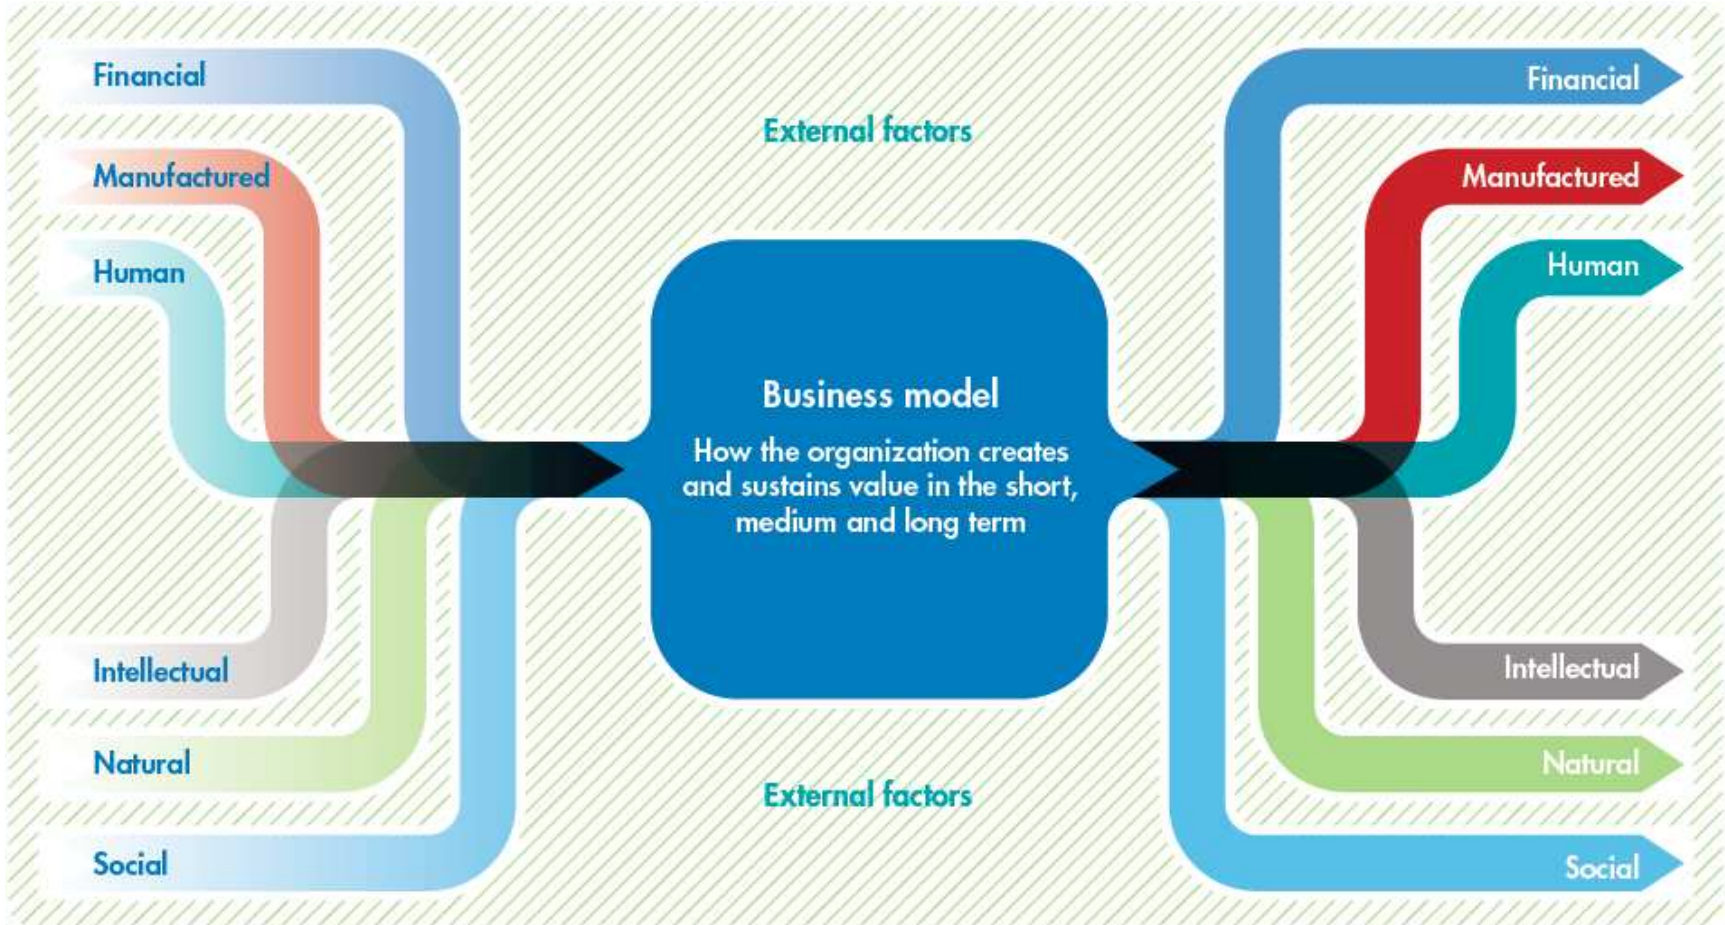 Financial
Manufactured
Human
Intellectual
Natural
Social
External factors
Business model
How the organization creates
and sustains value in the short,
medium and long term
External factors
Financial
Manufactured
Human
Intellectual
Natural
Social